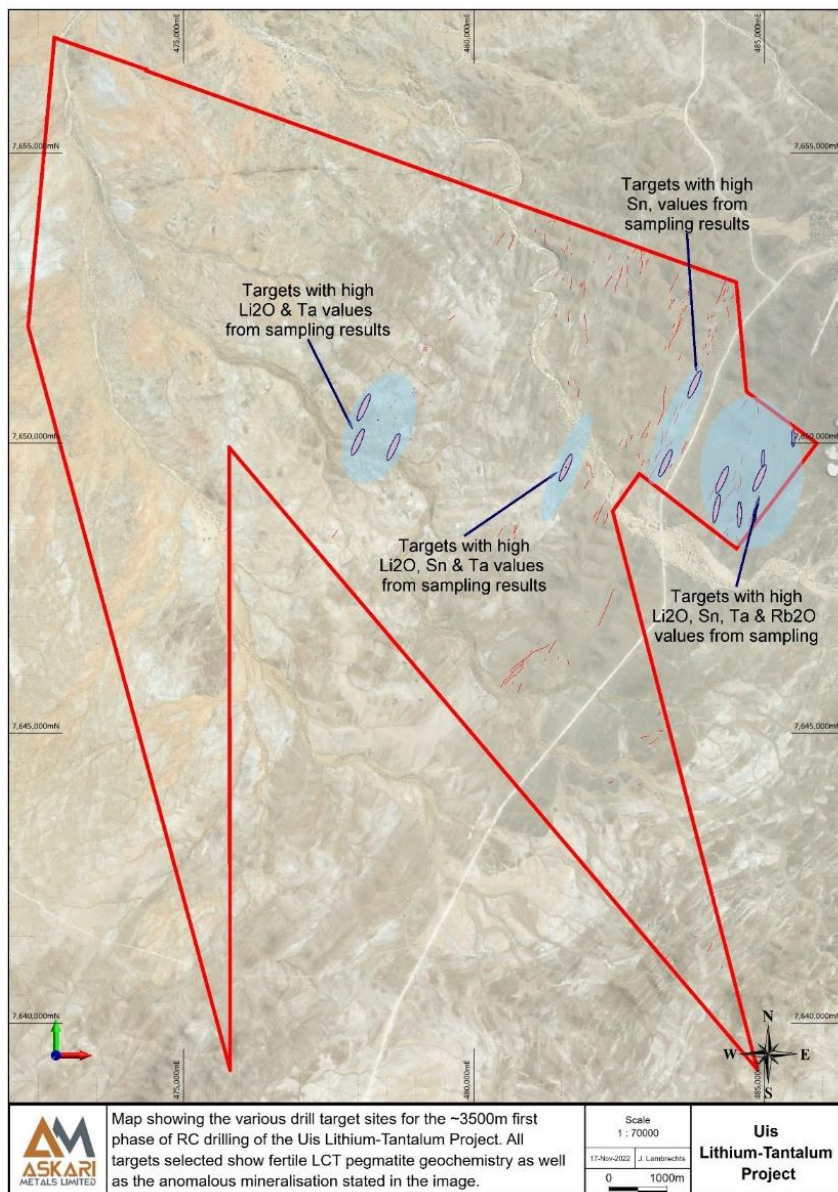 475,000mE
480,000mE
485,000mE
7,655,000mN
7,655,000mN
Targets with high
Sn, values from
sampling results
Targets with high
Li2O & Ta values
from sampling results
7,650,000mN
7,650,000mN
Targets with high
Li2O, Sn & Ta values
from sampling results
Targets with high
Li2O, Sn, Ta & Rb2O
values from sampling
7,645,000mN
7,645,000mN
7,640,000mN
7,640,000mN
475,000mE
480,000mE
485,000mE
N
W
E
S
AM
ASKARI
METALS LIMITED
Map showing the various drill target sites for the ~3500m first
phase of RC drilling of the Uis Lithium-Tantalum Project. All
targets selected show fertile LCT pegmatite geochemistry as well
as the anomalous mineralisation stated in the image.
Scale
1 : 70000
17-Nov-2022
J. Lambrechts
0 1000m
Uis
Lithium-Tantalum
Project